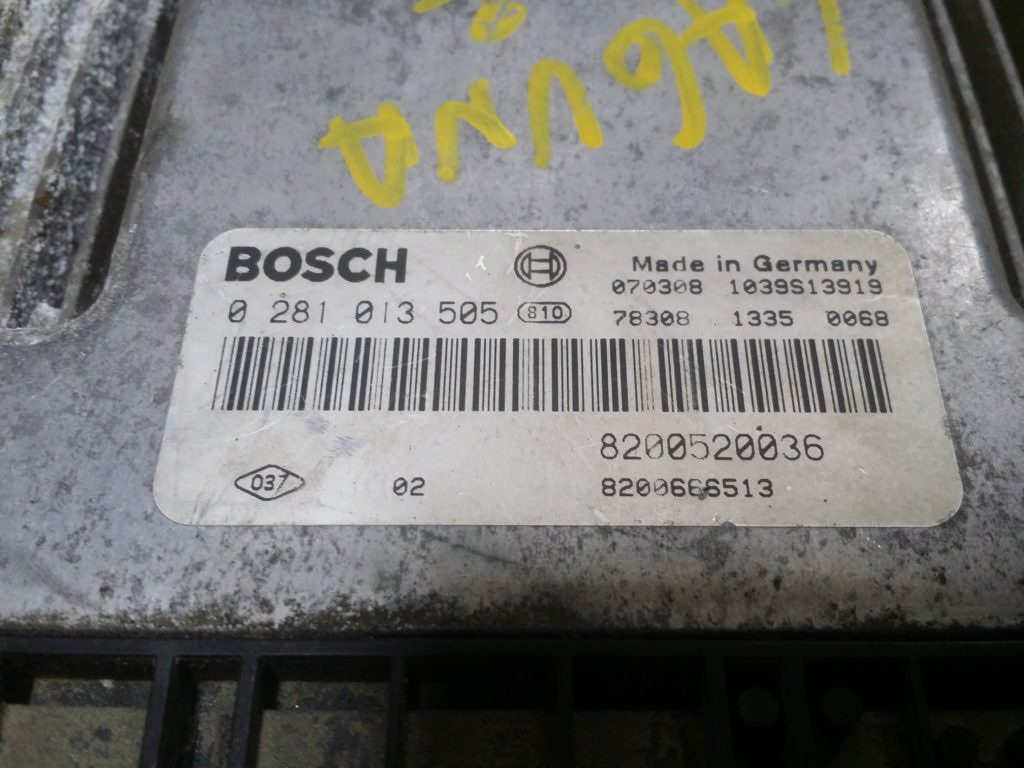 LAGUNA
BOSCH Made in Germany
070308 1039S13919
0 281 013 505 810 78308 1335 0068
8200520036
037 02 8200666513